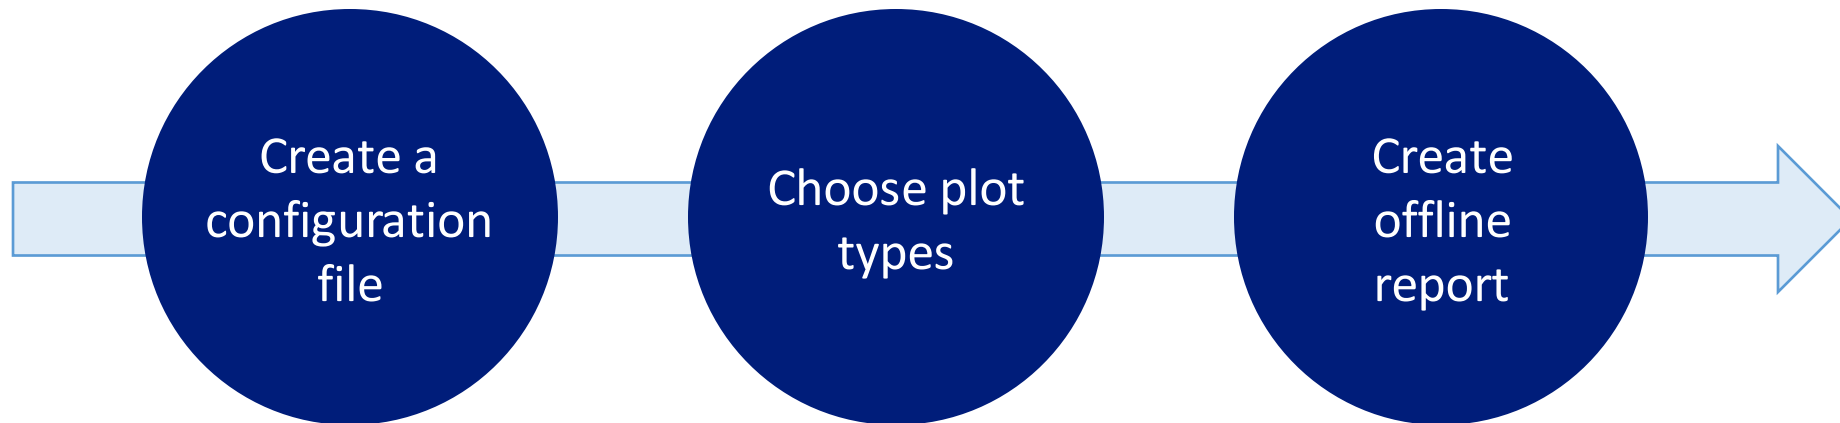 Create a
configuration
file
Choose plot
types
Create
offline
report